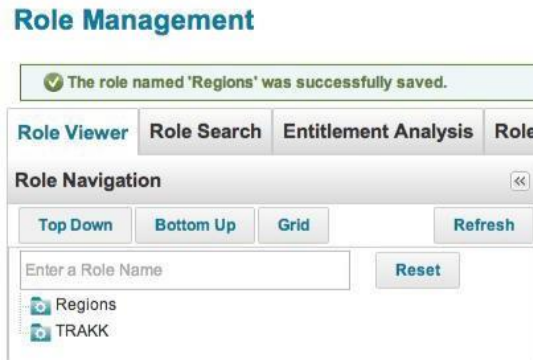 Role Management
The role named 'Regions' was successfully saved.
Role Viewer Role Search Entitlement Analysis Role
Role Navigation
Top Down Bottom Up Grid Refresh
Enter a Role Name Reset
Regions
TRAKK